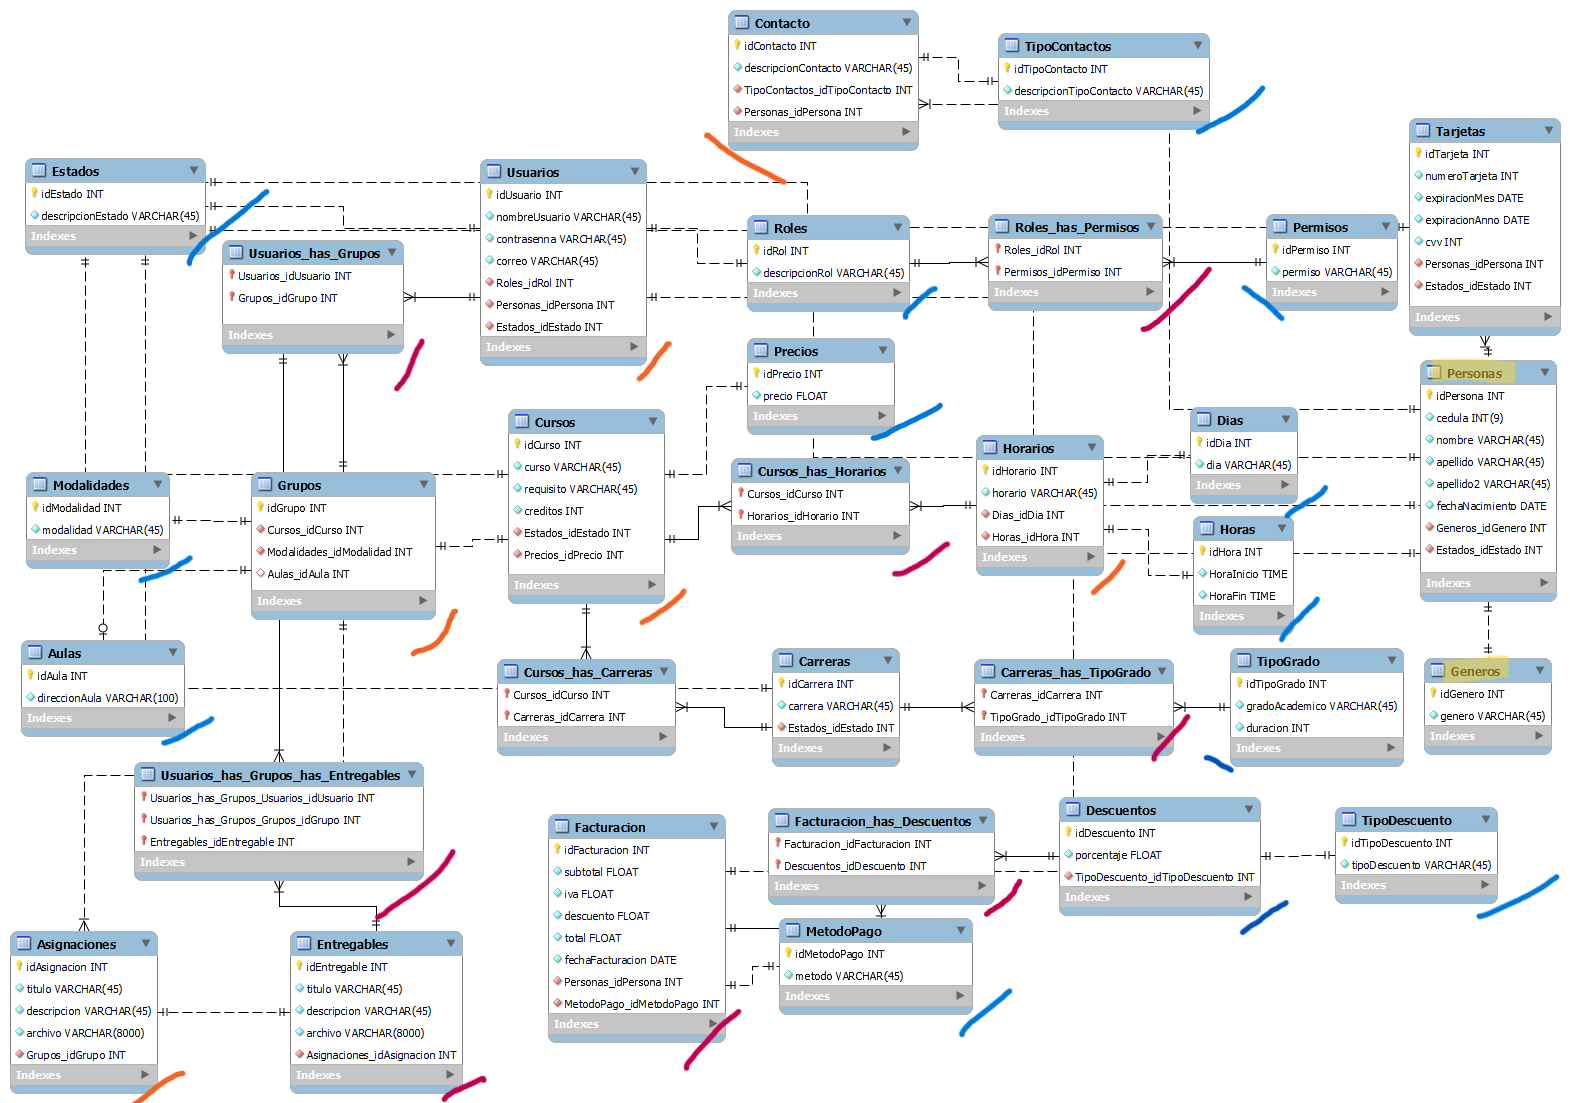 Contacto
idContacto INT
descripcionContacto VARCHAR(45)
TipoContactos_idTipoContacto INT
Personas_idPersona INT
Indexes
TipoContactos
idTipoContacto INT
descripcionTipoContacto VARCHAR(45)
Indexes
Tarjetas
idTarjeta INT
numeroTarjeta INT
expiracionMes DATE
expiracionAnno DATE
cvv INT
Personas_idPersona INT
Estados_idEstado INT
Indexes
Estados
idEstado INT
descripcionEstado VARCHAR(45)
Indexes
Usuarios
idUsuario INT
nombreUsuario VARCHAR(45)
contrasenna VARCHAR(45)
correo VARCHAR(45)
Roles_idRol INT
Personas_idPersona INT
Estados_idEstado INT
Indexes
Roles
idRol INT
descripcionRol VARCHAR(45)
Indexes
Roles_has_Permisos
Roles_idRol INT
Permisos_idPermiso INT
Indexes
Permisos
idPermiso INT
permiso VARCHAR(45)
Indexes
Usuarios_has_Grupos
Usuarios_idUsuario INT
Grupos_idGrupo INT
Indexes
Precios
idPrecio INT
precio FLOAT
Indexes
Personas
idPersona INT
cedula INT(9)
nombre VARCHAR(45)
apellido VARCHAR(45)
apellido2 VARCHAR(45)
fechaNacimiento DATE
Generos_idGenero INT
Estados_idEstado INT
Indexes
Cursos
idCurso INT
curso VARCHAR(45)
requisito VARCHAR(45)
creditos INT
Estados_idEstado INT
Precios_idPrecio INT
Indexes
Dias
idDia INT
dia VARCHAR(45)
Indexes
Horarios
idHorario INT
horario VARCHAR(45)
Dias_idDia INT
Horas_idHora INT
Indexes
Cursos_has_Horarios
Cursos_idCurso INT
Horarios_idHorario INT
Indexes
Modalidades
idModalidad INT
modalidad VARCHAR(45)
Indexes
Grupos
idGrupo INT
Cursos_idCurso INT
Modalidades_idModalidad INT
Aulas_idAula INT
Indexes
Horas
idHora INT
HoraInicio TIME
HoraFin TIME
Indexes
Aulas
idAula INT
direccionAula VARCHAR(100)
Indexes
Cursos_has_Carreras
Cursos_idCurso INT
Carreras_idCarrera INT
Indexes
Carreras
idCarrera INT
carrera VARCHAR(45)
Estados_idEstado INT
Indexes
Carreras_has_TipoGrado
Carreras_idCarrera INT
TipoGrado_idTipoGrado INT
Indexes
TipoGrado
idTipoGrado INT
gradoAcademico VARCHAR(45)
duracion INT
Indexes
Generos
idGenero INT
genero VARCHAR(45)
Indexes
Usuarios_has_Grupos_has_Entregables
Usuarios_has_Grupos_Usuarios_idUsuario INT
Usuarios_has_Grupos_Grupos_idGrupo INT
Entregables_idEntregable INT
Indexes
Facturacion
idFacturacion INT
subtotal FLOAT
iva FLOAT
descuento FLOAT
total FLOAT
fechaFacturacion DATE
Personas_idPersona INT
MetodoPago_idMetodoPago INT
Indexes
Facturacion_has_Descuentos
Facturacion_idFacturacion INT
Descuentos_idDescuento INT
Indexes
Descuentos
idDescuento INT
porcentaje FLOAT
TipoDescuento_idTipoDescuento INT
Indexes
TipoDescuento
idTipoDescuento INT
tipoDescuento VARCHAR(45)
Indexes
MetodoPago
idMetodoPago INT
metodo VARCHAR(45)
Indexes
Asignaciones
idAsignacion INT
titulo VARCHAR(45)
descripcion VARCHAR(45)
archivo VARCHAR(8000)
Grupos_idGrupo INT
Indexes
Entregables
idEntregable INT
titulo VARCHAR(45)
descripcion VARCHAR(45)
archivo VARCHAR(8000)
Asignaciones_idAsignacion INT
Indexes